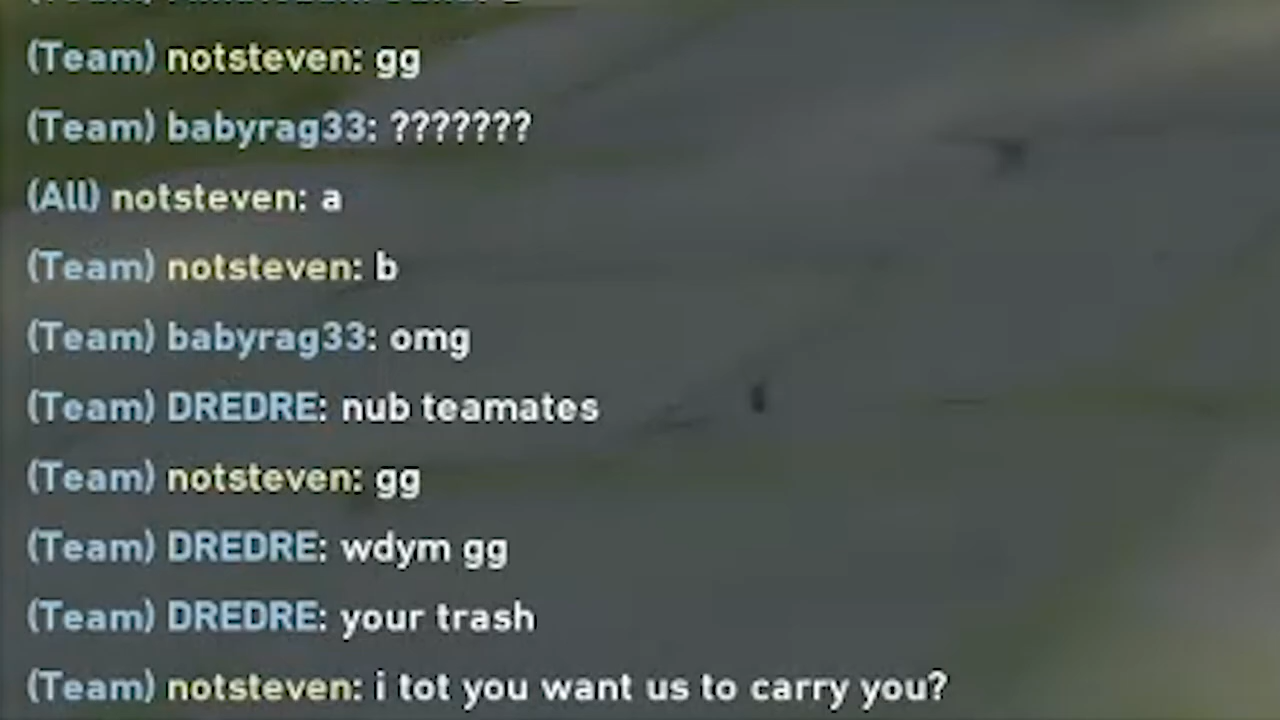 (Team) notsteven: gg
(Team) babyrag33: ???????
(All) notsteven: a
(Team) notsteven: b
(Team) babyrag33: omg
(Team) DREDRE: nub teamates
(Team) notsteven: gg
(Team) DREDRE: wdym gg
(Team) DREDRE: your trash
(Team) notsteven: i tot you want us to carry you?